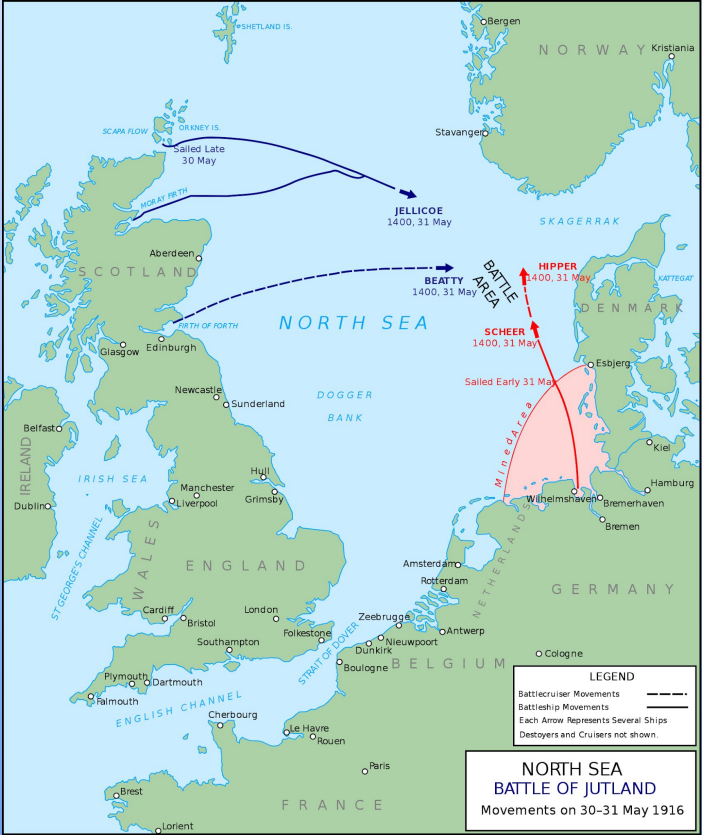 SHETLAND IS.
Bergen
NORWAY
Kristiania
SCAPA FLOW
ORKNEY IS.
Stavanger
Sailed Late
30 May
MORAY FIRTH
JELLICOE
1400, 31 May
SKAGERRAK
Aberdeen
SCOTLAND
BATTLE
AREA
HIPPER
1400, 31 May
KATTEGAT
BEATTY
1400, 31 May
DENMARK
FIRTH OF FORTH
NORTH SEA
SCHEER
1400, 31 May
Glasgow
Edinburgh
Esbjerg
Sailed Early 31 May
Newcastle
Sunderland
DOGGER
BANK
Mined Area
Belfast
IRELAND
Kiel
IRISH SEA
Hull
Manchester
Grimsby
Liverpool
Hamburg
Wilhelmshaven
Bremerhaven
Bremen
Dublin
ST GEORGE'S CHANNEL
WALES
ENGLAND
NETHERLANDS
Amsterdam
Rotterdam
GERMANY
Cardiff
Bristol
London
Zeebrugge
Folkestone
Nieuwpoort
Antwerp
Dunkirk
Southampton
STRAIT OF DOVER
Boulogne
BELGIUM
Cologne
Plymouth
Dartmouth
Falmouth
ENGLISH CHANNEL
Cherbourg
Le Havre
Rouen
Paris
Brest
FRANCE
Lorient
LEGEND
Battlecruiser Movements
Battleship Movements
Each Arrow Represents Several Ships
Destoyers and Cruisers not shown.
NORTH SEA
BATTLE OF JUTLAND
Movements on 30–31 May 1916